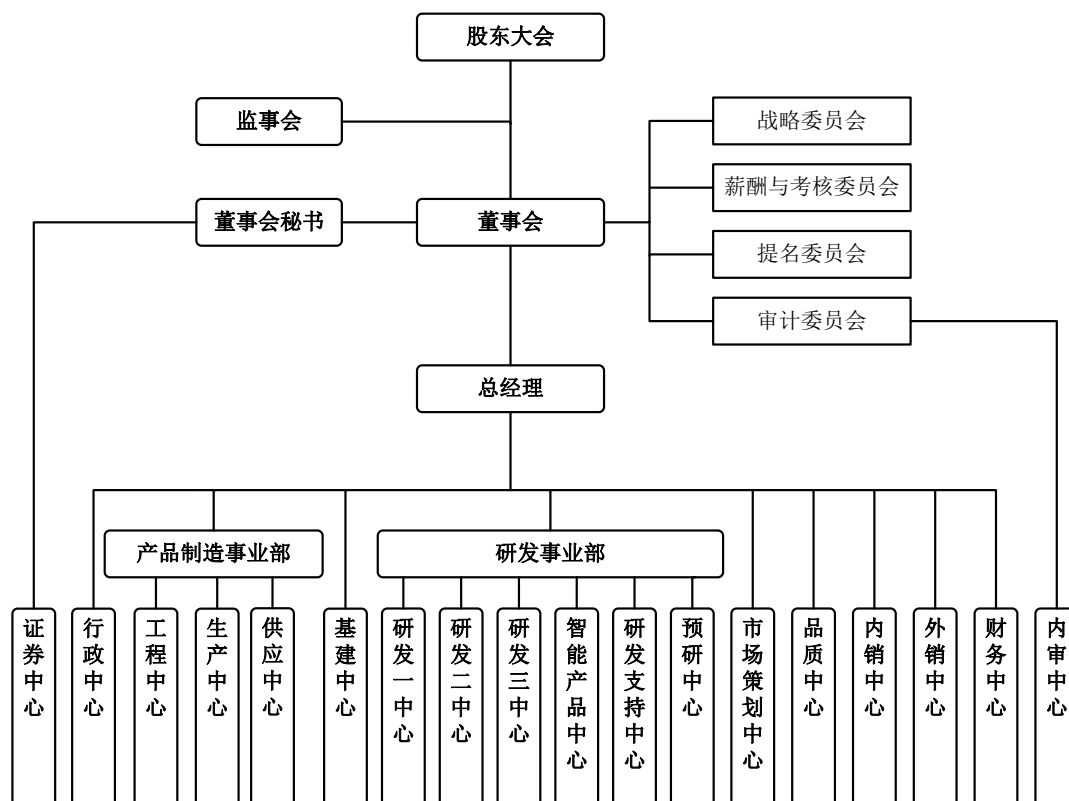 股东大会
监事会
战略委员会
薪酬与考核委员会
董事会秘书
董事会
提名委员会
审计委员会
总经理
产品制造事业部
研发事业部
证券中心
行政中心
工程中心
生产中心
供应中心
基建中心
研发一中心
研发二中心
研发三中心
智能产品中心
研发支持中心
预研中心
市场策划中心
品质中心
内销中心
外销中心
财务中心
内审中心